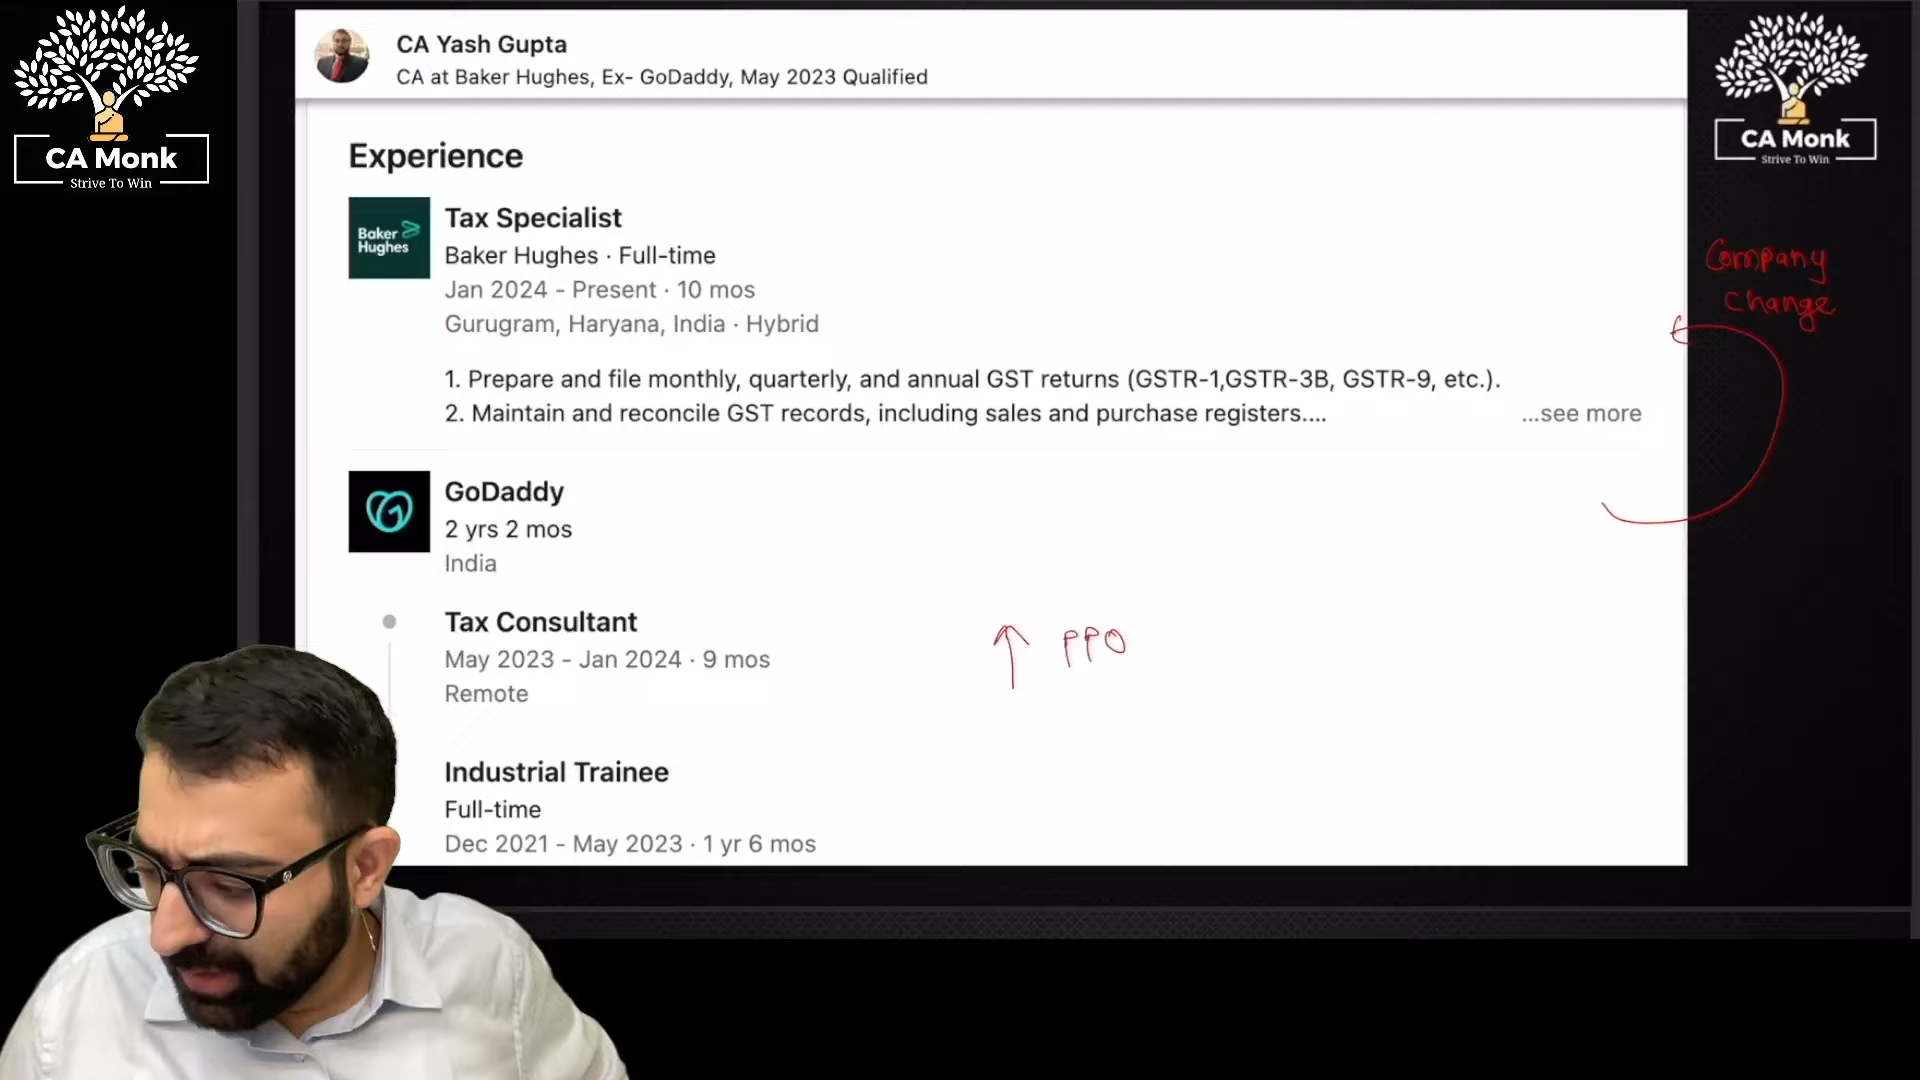 CA Monk
Strive To Win
CA Yash Gupta
CA at Baker Hughes, Ex- GoDaddy, May 2023 Qualified
CA Monk
Strive To Win
Experience
Baker
Hughes
Tax Specialist
Baker Hughes · Full-time
Jan 2024 - Present · 10 mos
Gurugram, Haryana, India · Hybrid
Company
change
1. Prepare and file monthly, quarterly, and annual GST returns (GSTR-1,GSTR-3B, GSTR-9, etc.).
2. Maintain and reconcile GST records, including sales and purchase registers.... ...see more
GoDaddy
2 yrs 2 mos
India
Tax Consultant
May 2023 - Jan 2024 · 9 mos
Remote
PPO
Industrial Trainee
Full-time
Dec 2021 - May 2023 · 1 yr 6 mos